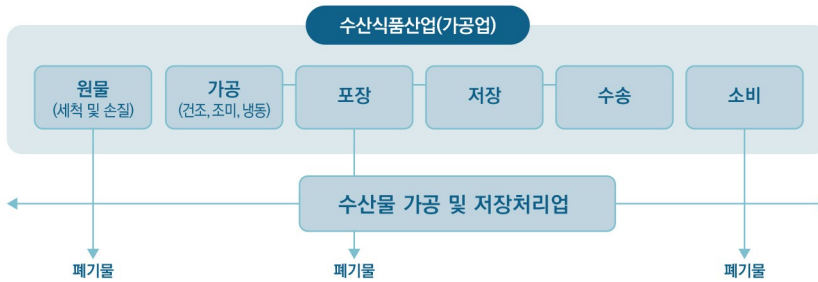 수산식품산업(가공업)
원물
(세척 및 손질)
가공
(건조, 조미, 냉동)
포장
저장
수송
소비
수산물 가공 및 저장처리업
폐기물
폐기물
폐기물